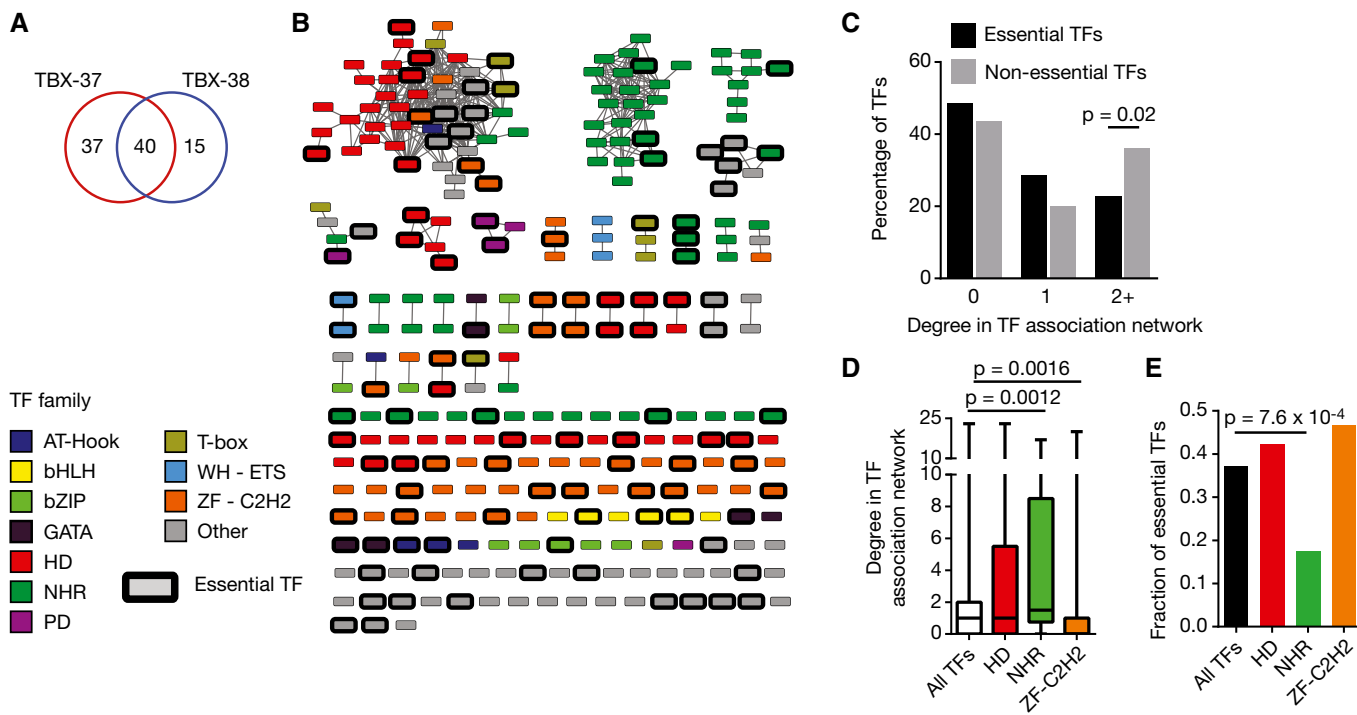 A
TBX-37
TBX-38
37
40
15
B
TF family
AT-Hook
bHLH
bZIP
GATA
HD
NHR
PD
T-box
WH - ETS
ZF - C2H2
Other
Essential TF
C
Essential TFs
Non-essential TFs
p = 0.02
Percentage of TFs
60
40
20
0
0
1
2+
Degree in TF association network
D
p = 0.0016
p = 0.0012
Degree in TF
association network
25
10
8
6
4
2
0
All TFs
HD
NHR
ZF-C2H2
E
p = 7.6 x 10-4
Fraction of essential TFs
0.5
0.4
0.3
0.2
0.1
0.0
All TFs
HD
NHR
ZF-C2H2